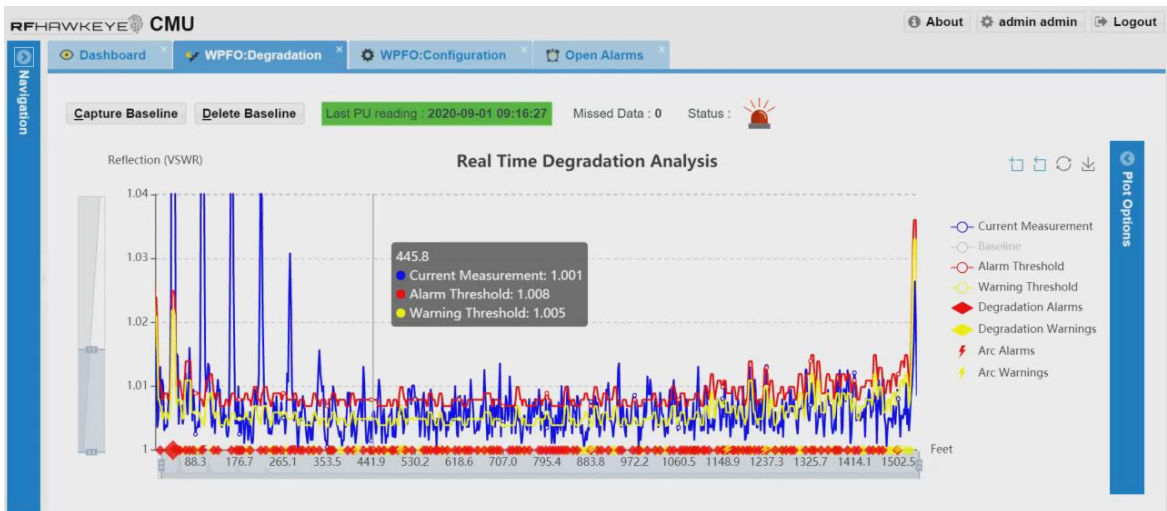 RFHAWKEYE CMU
About admin admin Logout
Navigation
Dashboard WPFO:Degradation WPFO:Configuration Open Alarms
Capture Baseline Delete Baseline Last PU reading : 2020-09-01 09:16:27 Missed Data : 0 Status :
Reflection (VSWR)
Real Time Degradation Analysis
Plot Options
1.04
1.03
1.02
1.01
1
445.8
Current Measurement: 1.001
Alarm Threshold: 1.008
Warning Threshold: 1.005
Current Measurement
Baseline
Alarm Threshold
Warning Threshold
Degradation Alarms
Degradation Warnings
Arc Alarms
Arc Warnings
88.3 176.7 265.1 353.5 441.9 530.2 618.6 707.0 795.4 883.8 972.2 1060.5 1148.9 1237.3 1325.7 1414.1 1502.5
Feet